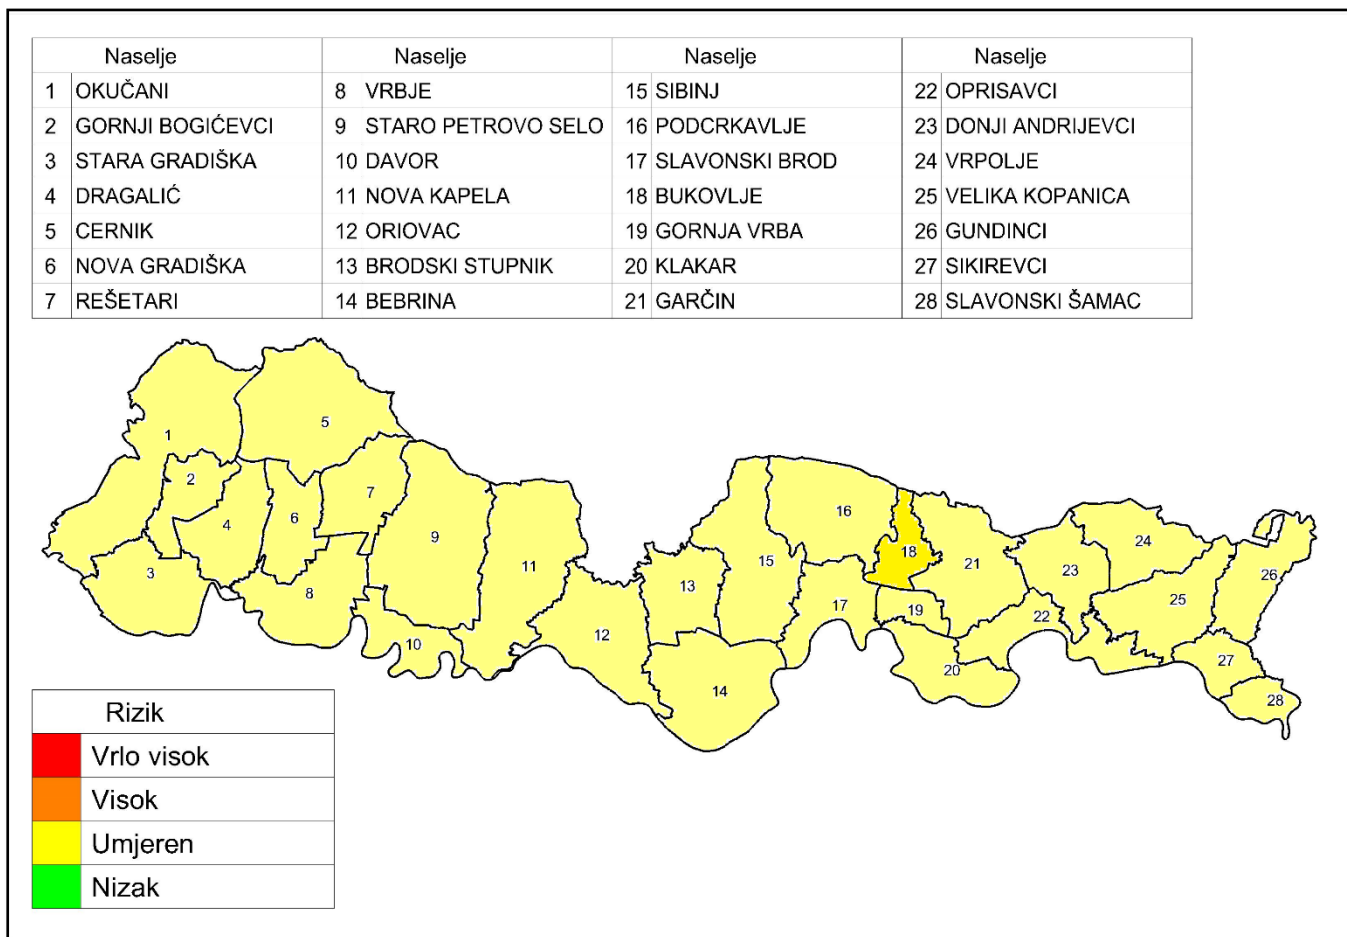 Naselje Naselje Naselje Naselje
1 OKUČANI 8 VRBJE 15 SIBINJ 22 OPRISAVCI
2 GORNJI BOGIĆEVCI 9 STARO PETROVO SELO 16 PODCRKAVLJE 23 DONJI ANDRIJEVCI
3 STARA GRADIŠKA 10 DAVOR 17 SLAVONSKI BROD 24 VRPOLJE
4 DRAGALIĆ 11 NOVA KAPELA 18 BUKOVLJE 25 VELIKA KOPANICA
5 CERNIK 12 ORIOVAC 19 GORNJA VRBA 26 GUNDINCI
6 NOVA GRADIŠKA 13 BRODSKI STUPNIK 20 KLAKAR 27 SIKIREVCI
7 REŠETARI 14 BEBRINA 21 GARČIN 28 SLAVONSKI ŠAMAC
1
5
2
7
4
6
9
3
8
10
11
12
13
14
15
16
17
18
19
20
21
22
23
24
25
26
27
28
Rizik
Vrlo visok
Visok
Umjeren
Nizak